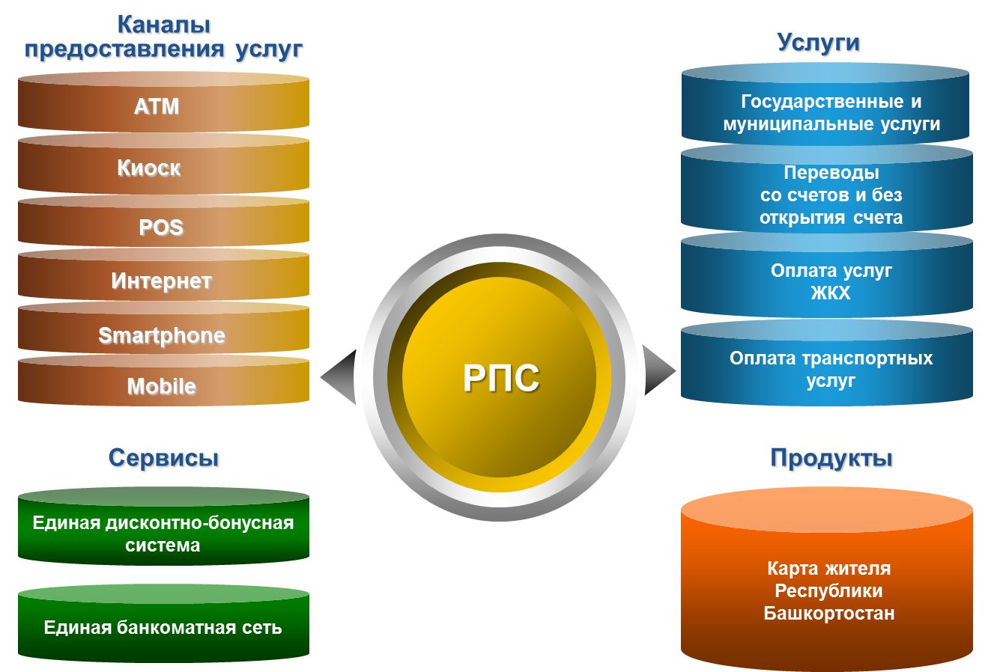 Каналы
предоставления услуг
ATM
Киоск
POS
Интернет
Smartphone
Mobile
Сервисы
Единая дисконтно-бонусная
система
Единая банкоматная сеть
РПС
Услуги
Государственные и
муниципальные услуги
Переводы
со счетов и без
открытия счета
Оплата услуг
ЖКХ
Оплата транспортных
услуг
Продукты
Карта жителя
Республики
Башкортостан